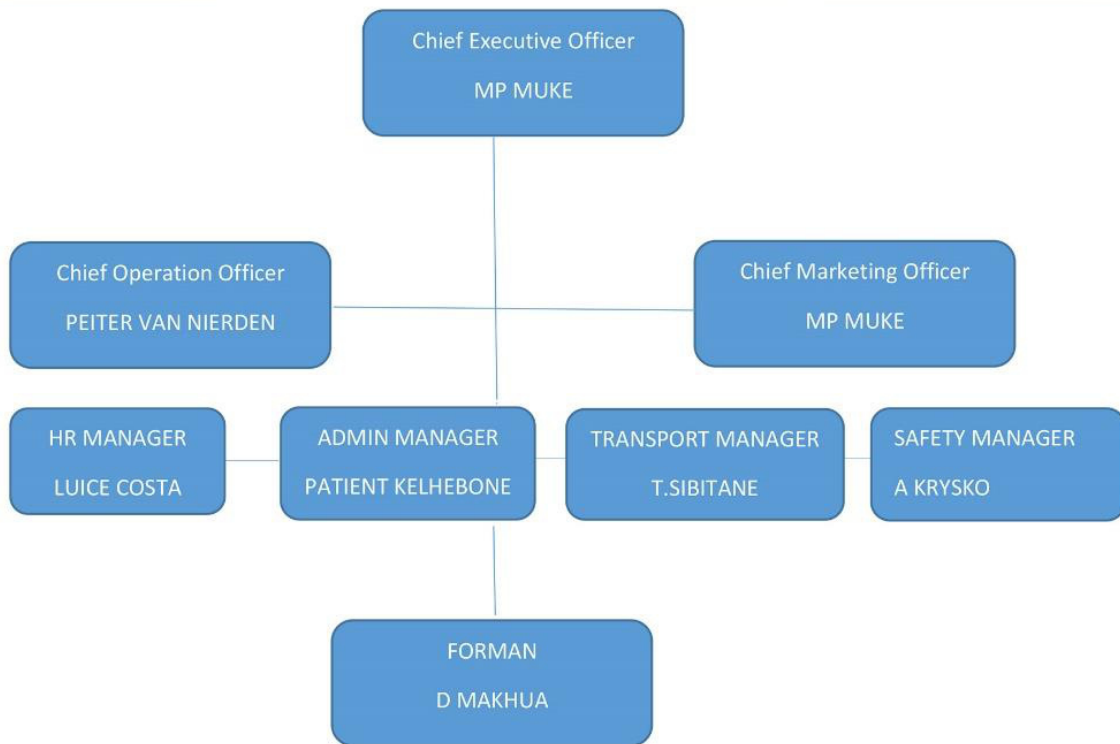 Chief Executive Officer
MP MUKE
Chief Operation Officer
PEITER VAN NIERDEN
Chief Marketing Officer
MP MUKE
HR MANAGER
LUICE COSTA
ADMIN MANAGER
PATIENT KELHEBONE
TRANSPORT MANAGER
T.SIBITANE
SAFETY MANAGER
A KRYSKO
FORMAN
D MAKHUA